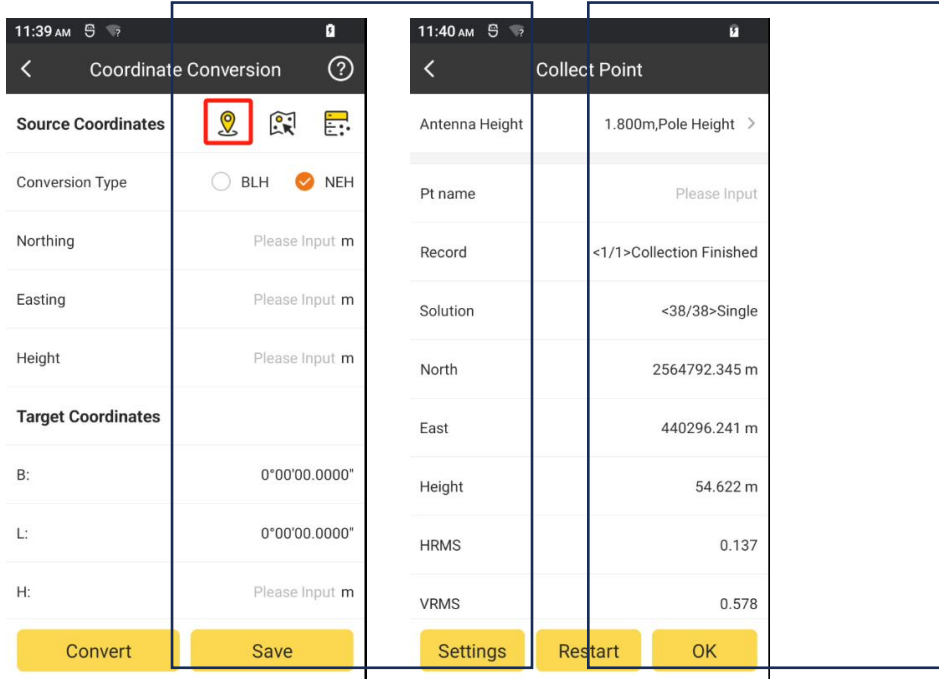 11:39 AM
Coordinate Conversion
Source Coordinates
Conversion Type BLH NEH
Northing Please Input m
Easting Please Input m
Height Please Input m
Target Coordinates
B: 0°00'00.0000"
L: 0°00'00.0000"
H: Please Input m
Convert Save
11:40 AM
Collect Point
Antenna Height 1.800m,Pole Height
Pt name Please Input
Record <1/1>Collection Finished
Solution <38/38>Single
North 2564792.345 m
East 440296.241 m
Height 54.622 m
HRMS 0.137
VRMS 0.578
Settings Restart OK